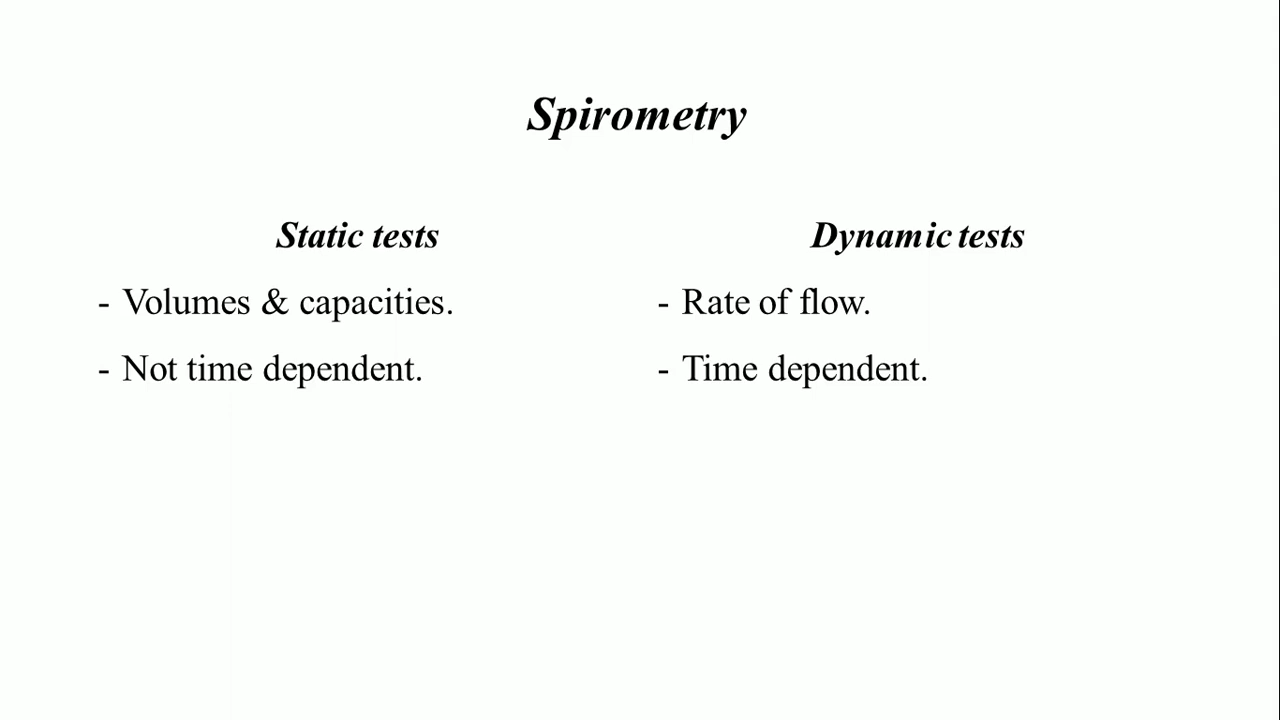 Spirometry
Static tests
- Volumes & capacities.
- Not time dependent.
Dynamic tests
- Rate of flow.
- Time dependent.